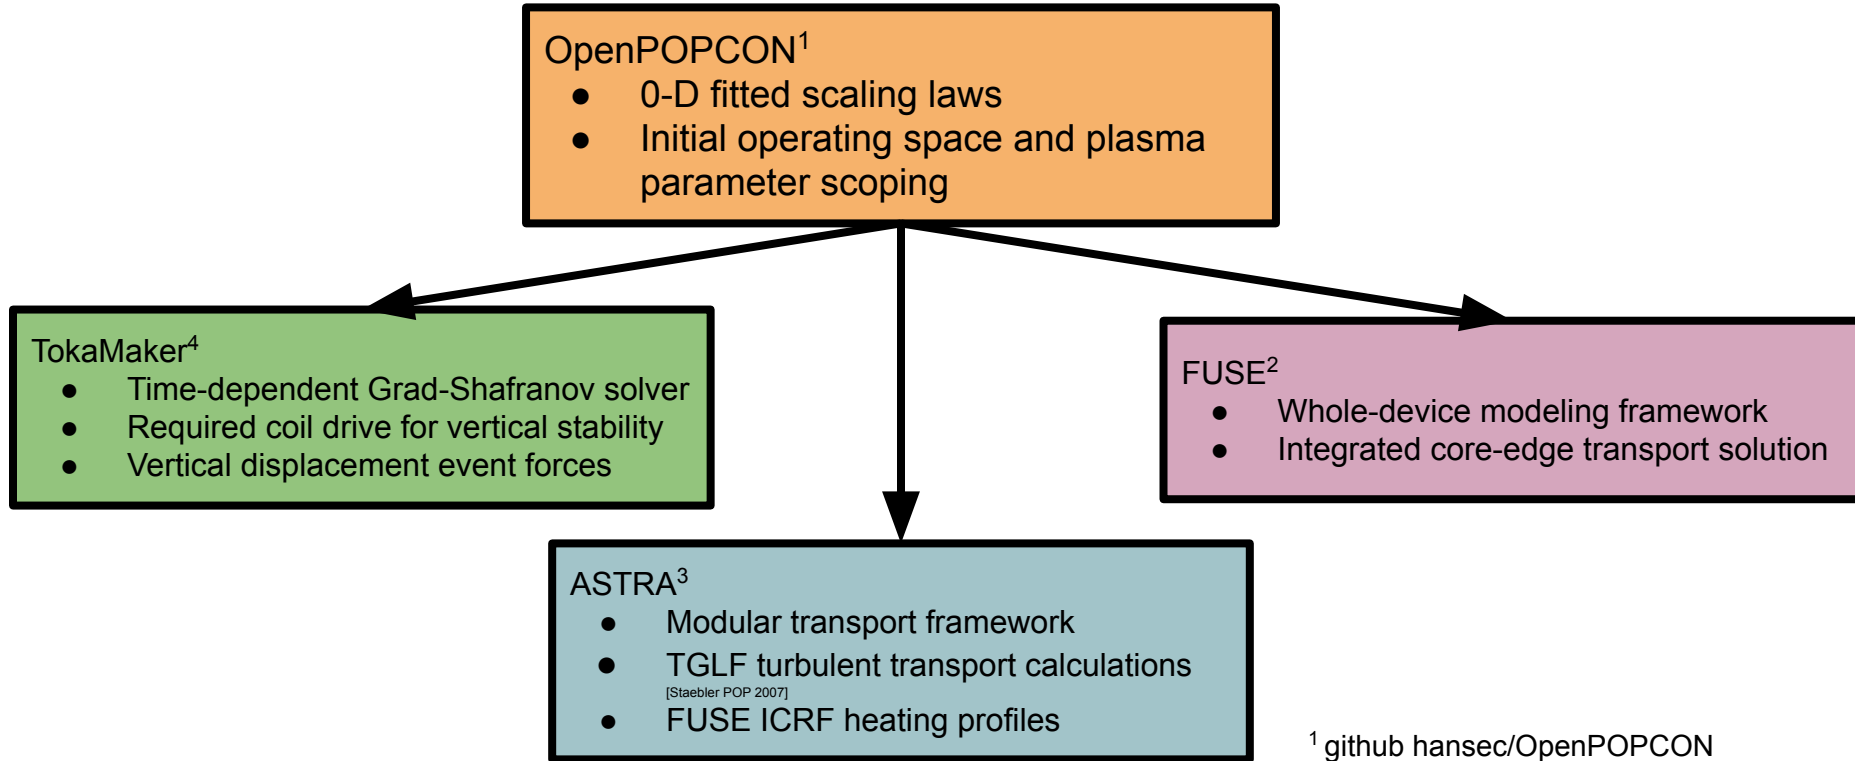 OpenPOPCON¹
● 0-D fitted scaling laws
● Initial operating space and plasma
parameter scoping
TokaMaker⁴
● Time-dependent Grad-Shafranov solver
● Required coil drive for vertical stability
● Vertical displacement event forces
FUSE²
● Whole-device modeling framework
● Integrated core-edge transport solution
ASTRA³
● Modular transport framework
● TGLF turbulent transport calculations
[Staebler POP 2007]
● FUSE ICRF heating profiles
¹ github hansec/OpenPOPCON